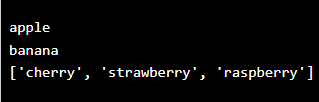 apple
banana
['cherry', 'strawberry', 'raspberry']